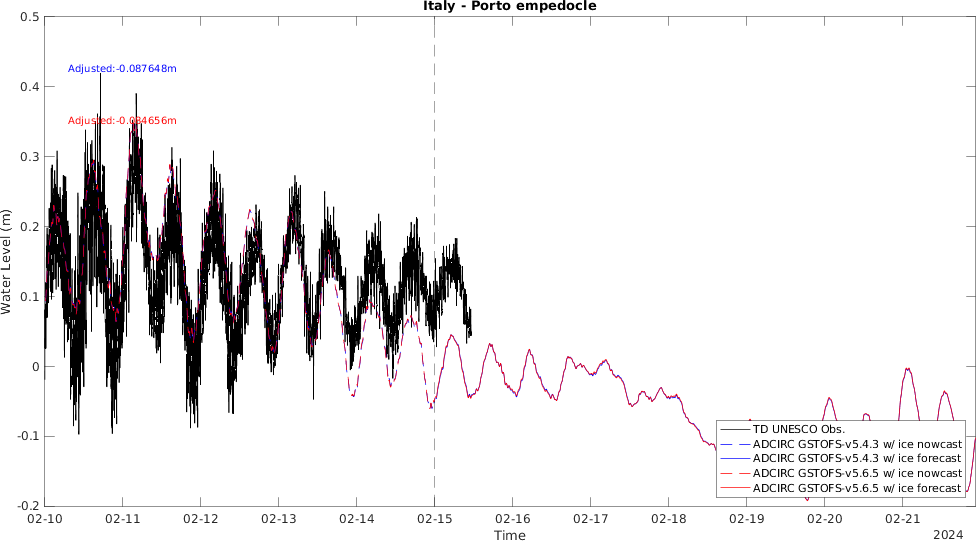 Italy - Porto empedocle
0.5
0.4
0.3
0.2
0.1
0
-0.1
-0.2
Water Level (m)
Adjusted:-0.087648m
Adjusted:-0.084656m
TD UNESCO Obs.
ADCIRC GSTOFS-v5.4.3 w/ ice nowcast
ADCIRC GSTOFS-v5.4.3 w/ ice forecast
ADCIRC GSTOFS-v5.6.5 w/ ice nowcast
ADCIRC GSTOFS-v5.6.5 w/ ice forecast
02-10 02-11 02-12 02-13 02-14 02-15 02-16 02-17 02-18 02-19 02-20 02-21
Time
2024